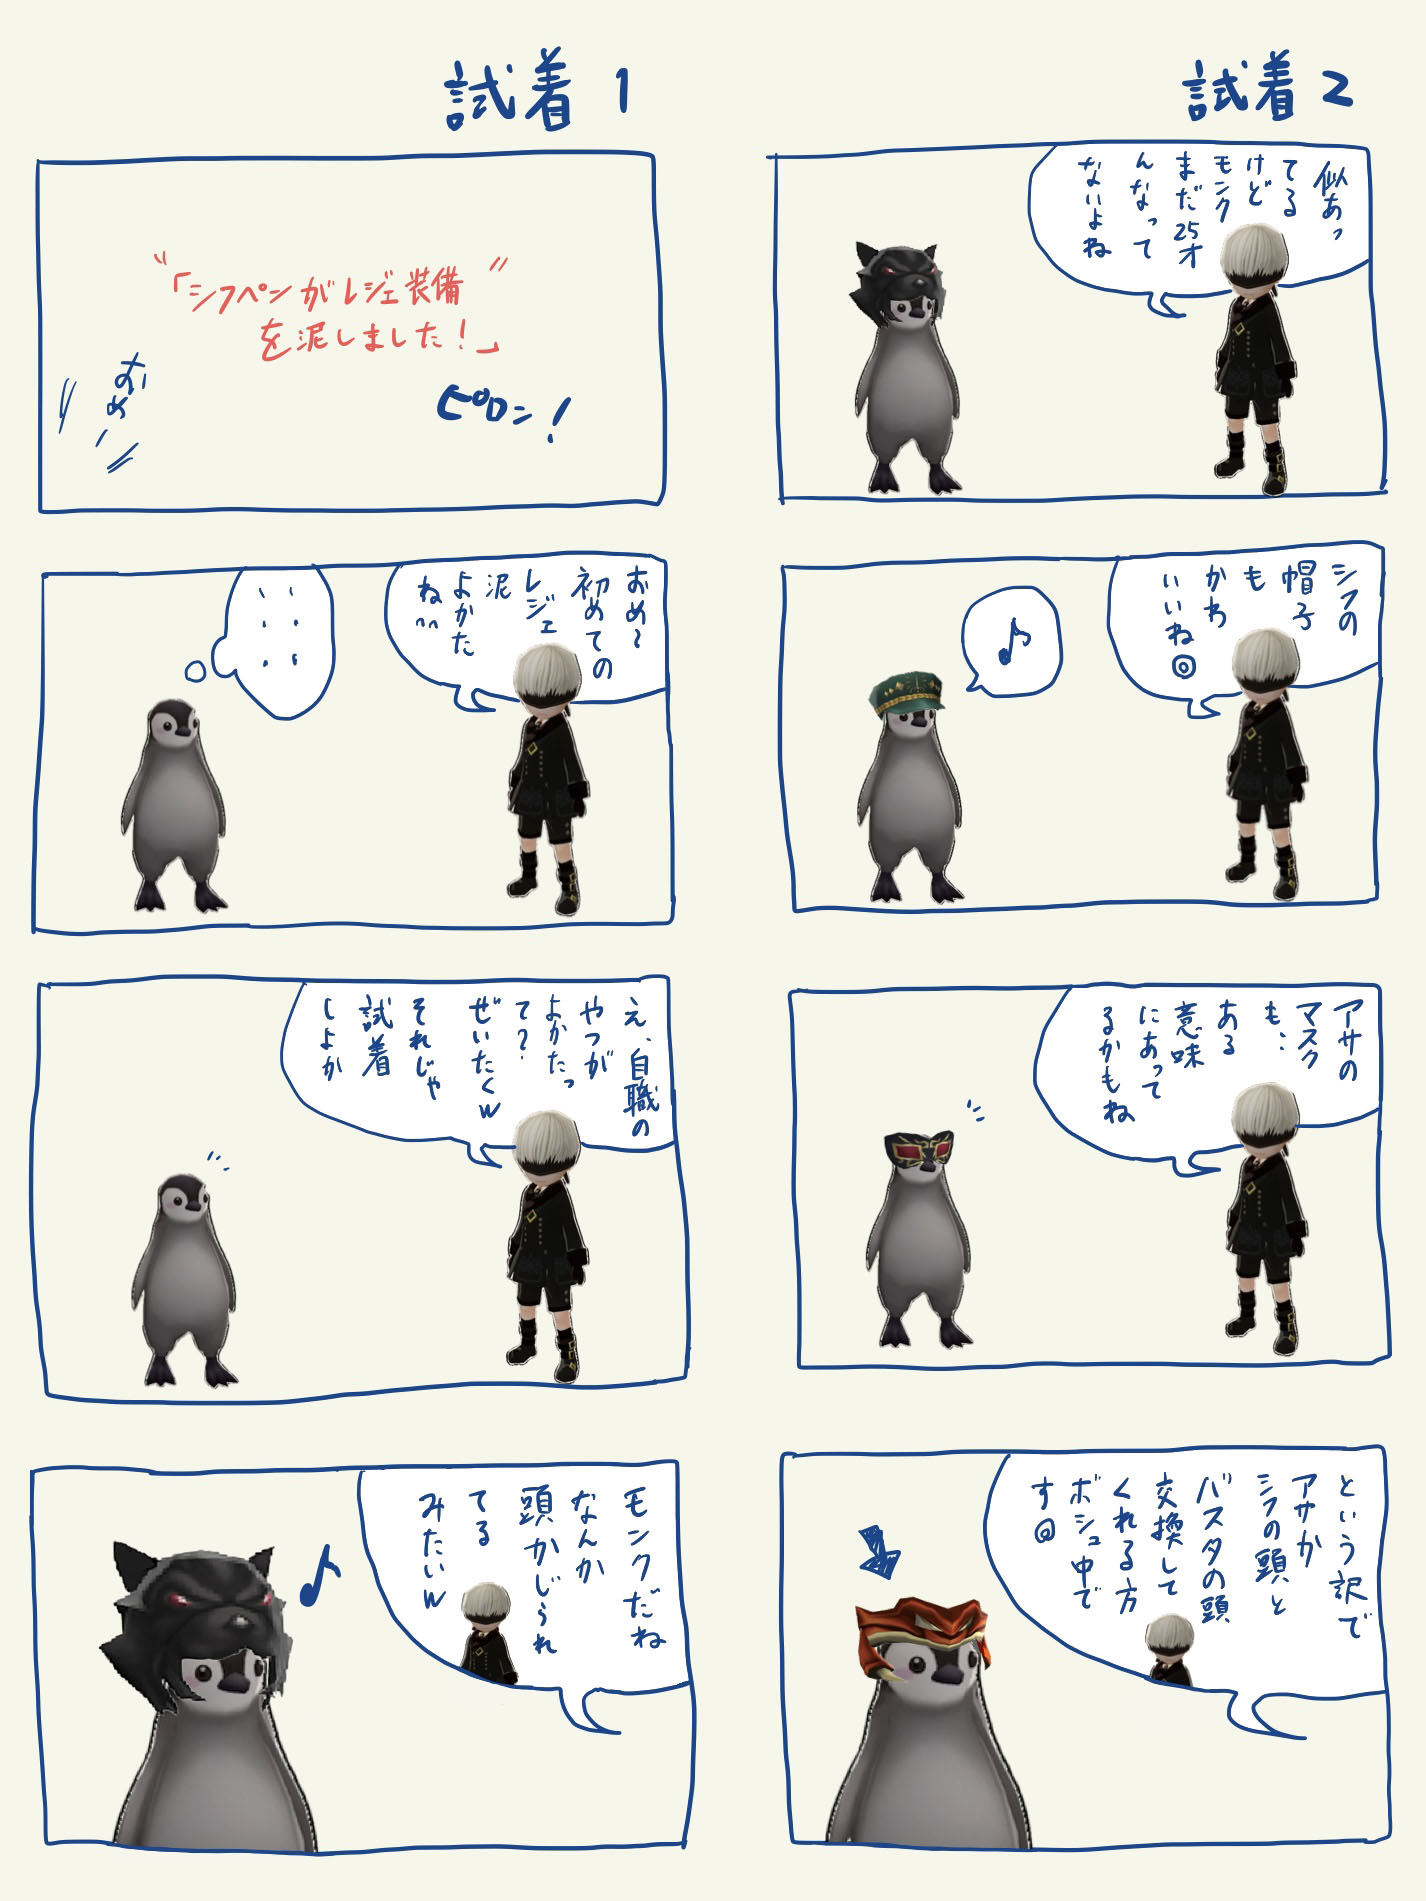 試着 1
"「シフペンがレジェ装備
を泥しました！」"
ピロン！
おめ〜
おめ〜
初めての
レジェ
泥
よかた
ね^^
え、自職の
やつが
よかたっ
て？
ぜいたくw
それじゃ
試着
しよか
モンクだね
なんか
頭かじられ
てる
みたいw
試着 2
似あっ
てる
けど
モンク
まだ25才
んなって
ないよね
シフの
帽子
も
かわ
いいね◎
アサの
マスク
も…
ある
意味
にあって
るかもね
という訳で
アサか
シフの頭と
バスタの頭
交換して
くれる方
ボシュ中で
す◎